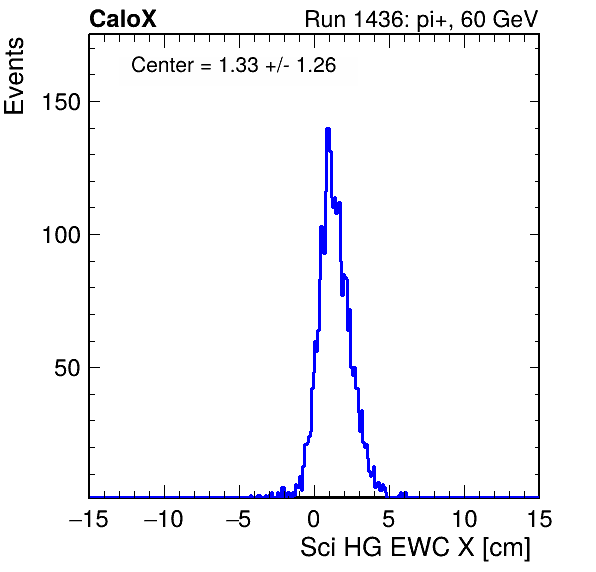 CaloX
Run 1436: pi+, 60 GeV
Events
Center = 1.33 +/- 1.26
150
100
50
−15 −10 −5 0 5 10 15
Sci HG EWC X [cm]